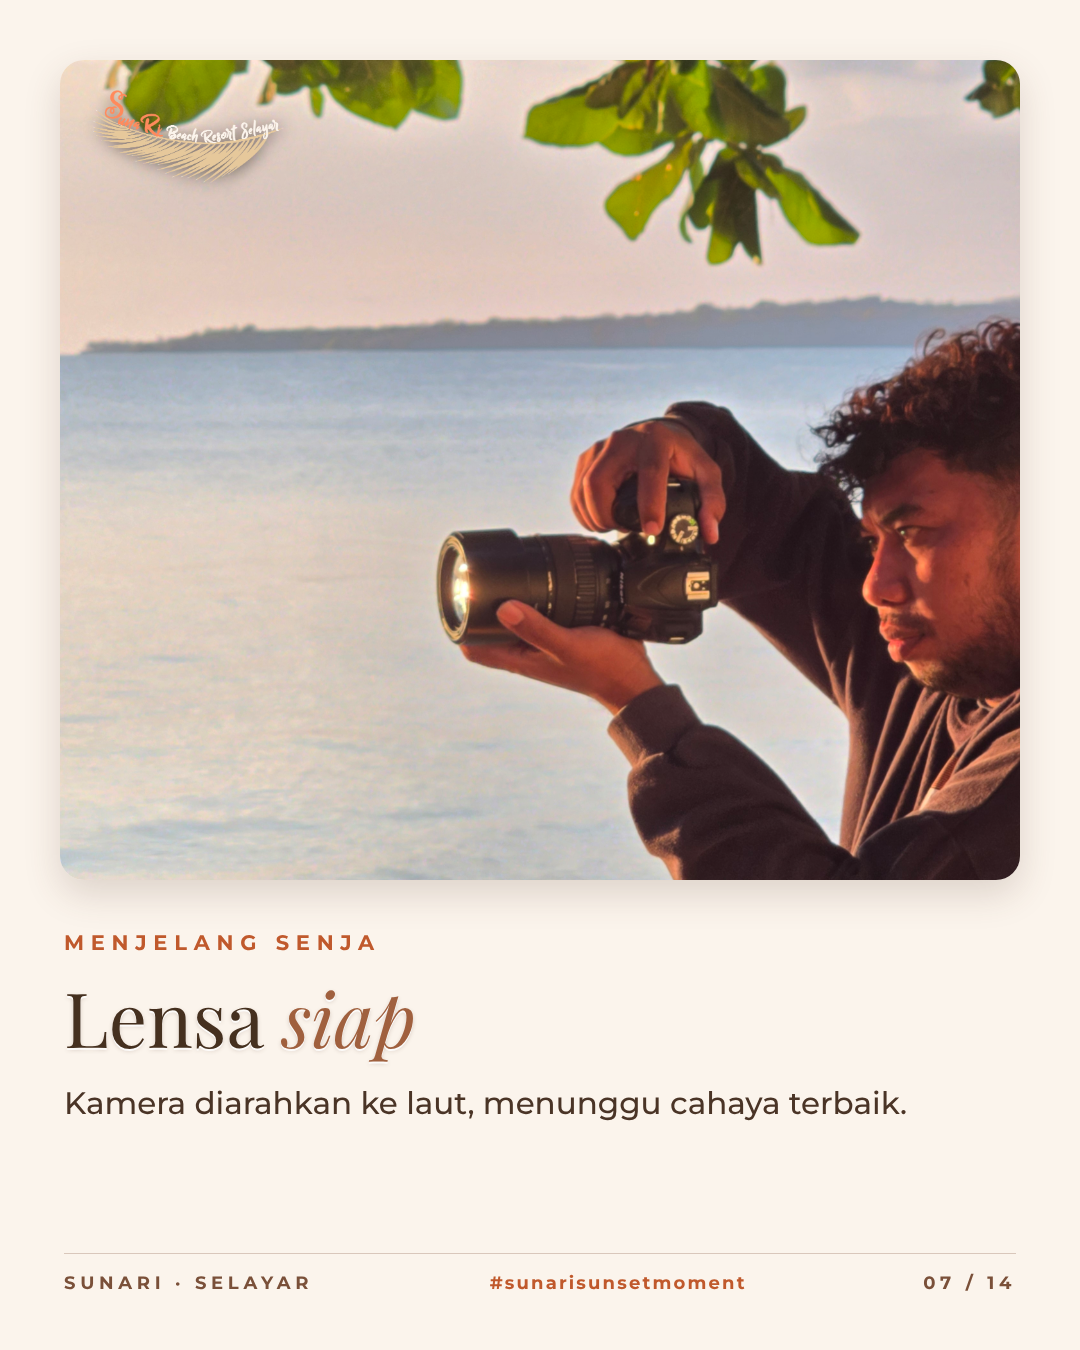 SunaRi Beach Resort Selayar
MENJELANG SENJA
Lensa siap
Kamera diarahkan ke laut, menunggu cahaya terbaik.
SUNARI · SELAYAR
#sunarisunsetmoment
07 / 14